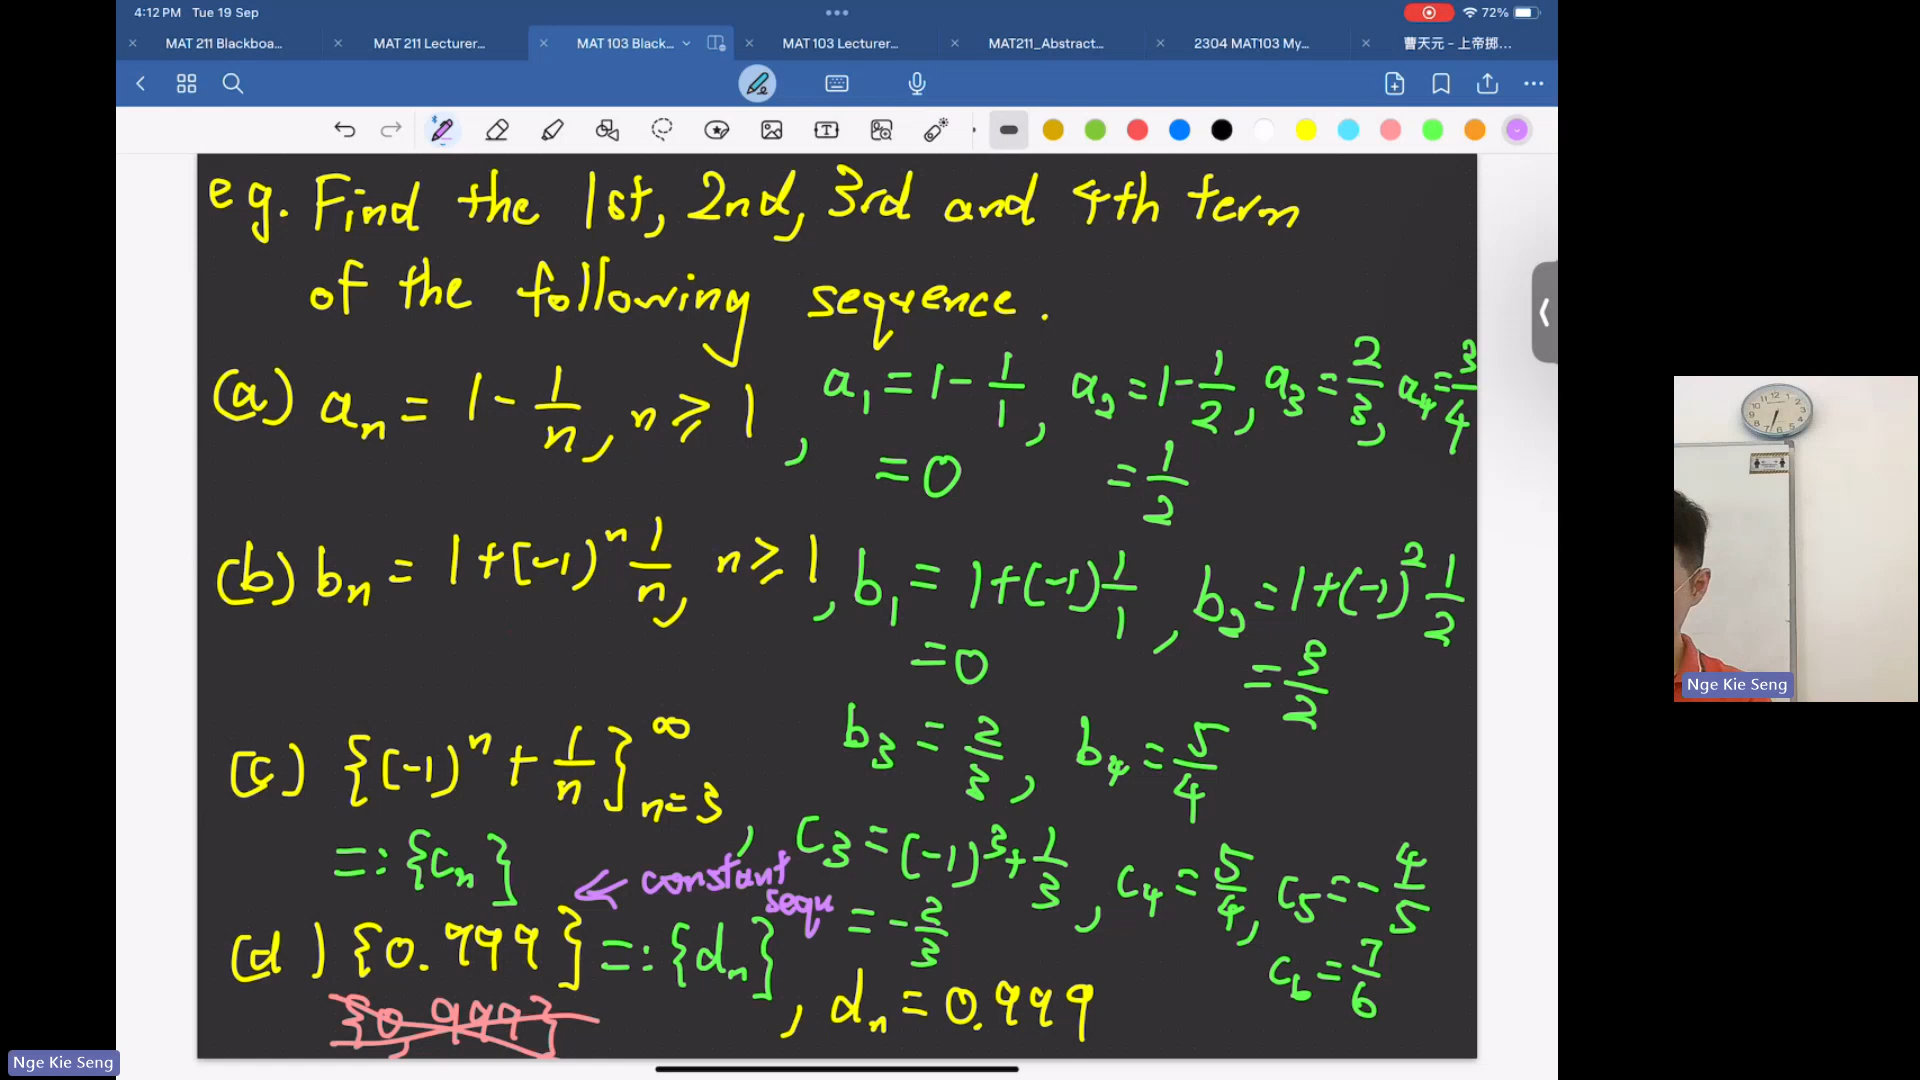 4:12 PM Tue 19 Sep
72%
MAT 211 Blackboa...
MAT 211 Lecturer...
MAT 103 Black...
MAT 103 Lecturer...
MAT211_Abstract...
2304 MAT103 My...
曹天元 - 上帝掷...
eg. Find the 1st, 2nd, 3rd and 4th term
of the following sequence.
(a) aₙ = 1 - 1/n, n ≥ 1, a₁ = 1 - 1/1, a₂ = 1 - 1/2, a₃ = 2/3, a₄ = 3/4
= 0 = 1/2
(b) bₙ = 1 + (-1)ⁿ 1/n, n ≥ 1, b₁ = 1 + (-1) 1/1, b₂ = 1 + (-1)² 1/2
= 0 = 3/2
b₃ = 2/3, b₄ = 5/4
(c) {(-1)ⁿ + 1/n}^∞_{n=3}, c₃ = (-1)³ + 1/3, c₄ = 5/4, c₅ = -4/5
=: {cₙ} = -2/3 c₆ = 7/6
← constant
sequ
(d) {0.999} =: {dₙ}, dₙ = 0.999
{0.999}
Nge Kie Seng
Nge Kie Seng